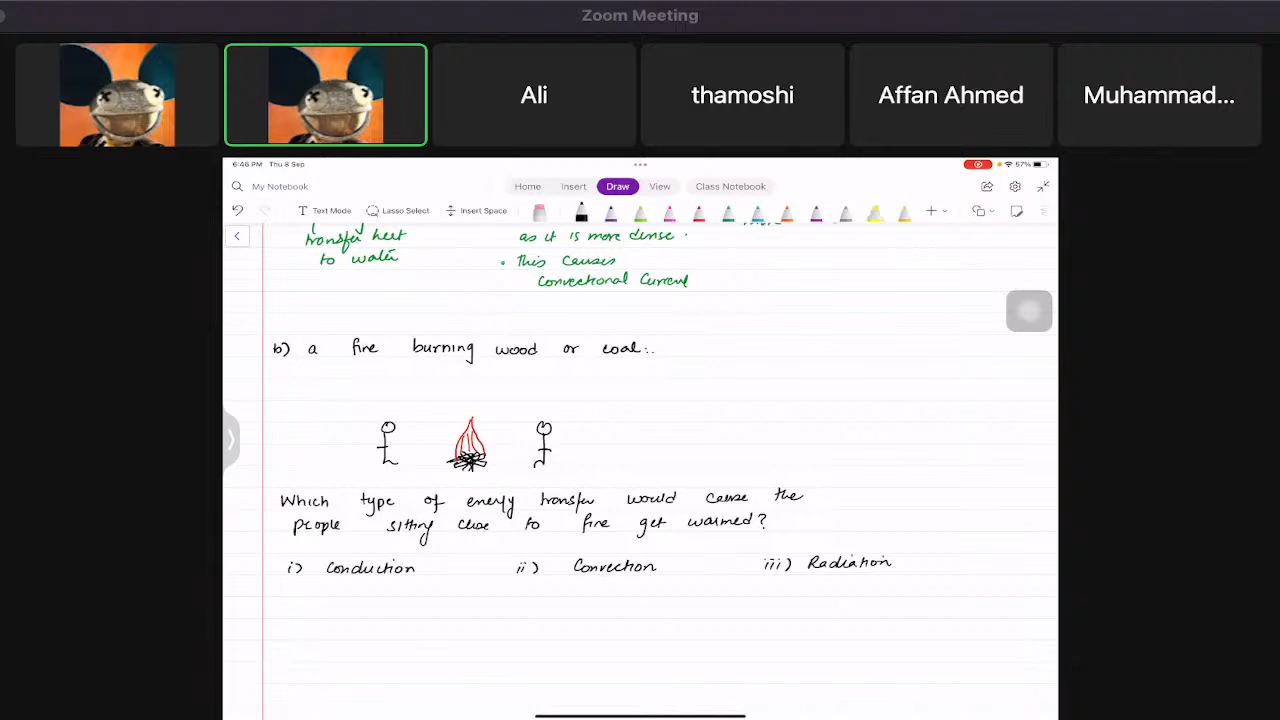 Zoom Meeting
Ali
thamoshi
Affan Ahmed
Muhammad...
6:46 PM Thu 8 Sep
57%
My Notebook
Home Insert Draw View Class Notebook
Text Mode Lasso Select Insert Space
transfer heet
to water
as it is more dense.
• This causes
Convectional Current
b) a fire burning wood or coal:.
Which type of energy transfer would cause the
people sitting close to fire get warmed?
i) Conduction ii) Convection iii) Radiation